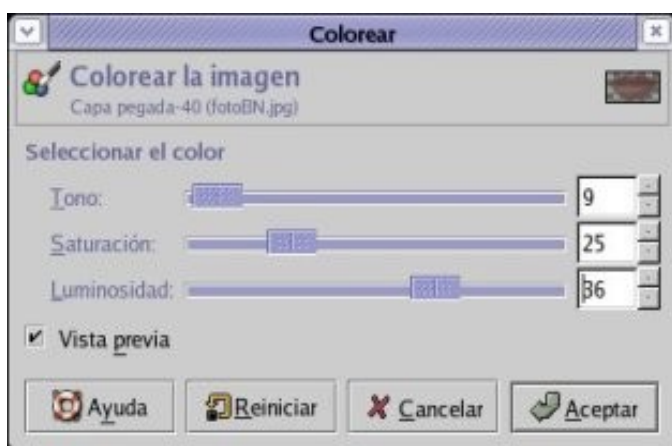 Colorear
Colorear la imagen
Capa pegada-40 (fotoBN.jpg)
Seleccionar el color
Tono: 9
Saturación: 25
Luminosidad: 36
Vista previa
Ayuda Reiniciar Cancelar Aceptar